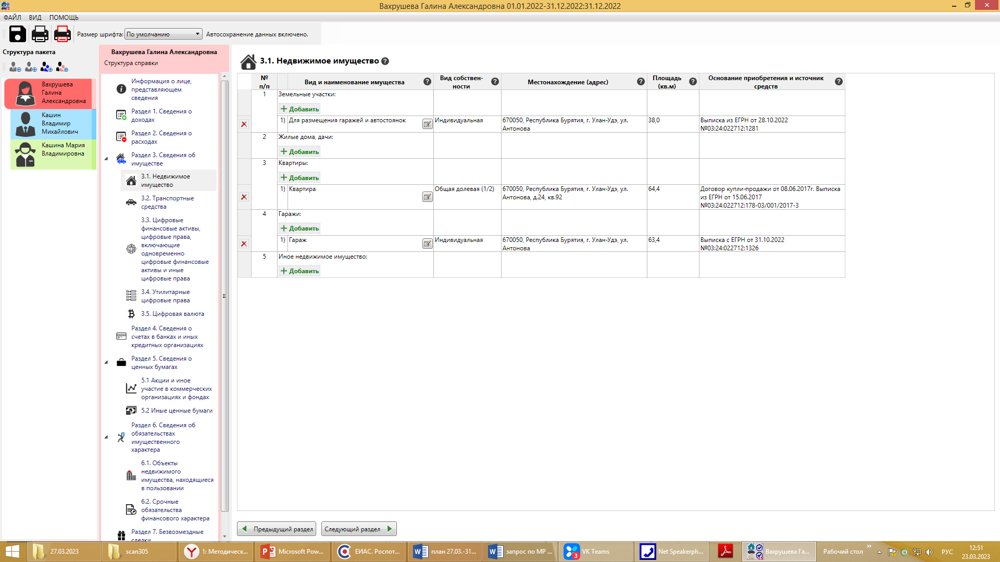 Вахрушева Галина Александровна 01.01.2022-31.12.2022:31.12.2022
ФАЙЛ ВИД ПОМОЩЬ
Размер шрифта: По умолчанию Автосохранение данных включено.
Структура пакета
Вахрушева
Галина
Александровна
Кашин
Владимир
Михайлович
Кашина Мария
Владимировна
Вахрушева Галина Александровна
Структура справки
Информация о лице,
представляющем
сведения
Раздел 1. Сведения о
доходах
Раздел 2. Сведения о
расходах
Раздел 3. Сведения об
имуществе
3.1. Недвижимое
имущество
3.2. Транспортные
средства
3.3. Цифровые
финансовые активы,
цифровые права,
включающие
одновременно
цифровые финансовые
активы и иные
цифровые права
3.4. Утилитарные
цифровые права
3.5. Цифровая валюта
Раздел 4. Сведения о
счетах в банках и иных
кредитных организациях
Раздел 5. Сведения о
ценных бумагах
5.1 Акции и иное
участие в коммерческих
организациях и фондах
5.2 Иные ценные бумаги
Раздел 6. Сведения об
обязательствах
имущественного
характера
6.1. Объекты
недвижимого
имущества, находящиеся
в пользовании
6.2. Срочные
обязательства
финансового характера
Раздел 7. Безвозмездные
сделки
3.1. Недвижимое имущество ?
№
п/п
Вид и наименование имущества ?
Вид собствен-
ности ?
Местонахождение (адрес) ?
Площадь
(кв.м) ?
Основание приобретения и источник
средств ?
1 Земельные участки:
+ Добавить
1) Для размещения гаражей и автостоянок Индивидуальная 670050, Республика Бурятия, г. Улан-Удэ, ул.
Антонова 38,0 Выписка из ЕГРН от 28.10.2022
№03:24:022712:1281
2 Жилые дома, дачи:
+ Добавить
3 Квартиры:
+ Добавить
1) Квартира Общая долевая (1/2) 670050, Республика Бурятия, г. Улан-Удэ, ул.
Антонова, д.24, кв.92 64,4 Договор купли-продажи от 08.06.2017г. Выписка
из ЕГРН от 15.06.2017
№03:24:022712:178-03/001/2017-3
4 Гаражи:
+ Добавить
1) Гараж Индивидуальная 670050, Республика Бурятия, г. Улан-Удэ, ул.
Антонова 63,4 Выписка с ЕГРН от 31.10.2022
№03:24:022712:1326
5 Иное недвижимое имущество:
+ Добавить
Предыдущий раздел Следующий раздел
27.03.2023 scan305 1: Методическ... Microsoft Pow... ЕИАС. Роспот... план 27.03.-31... запрос по МР ... VK Teams Net Speakerph... Вахрушева Га... Рабочий стол » РУС 12:51
23.03.2023